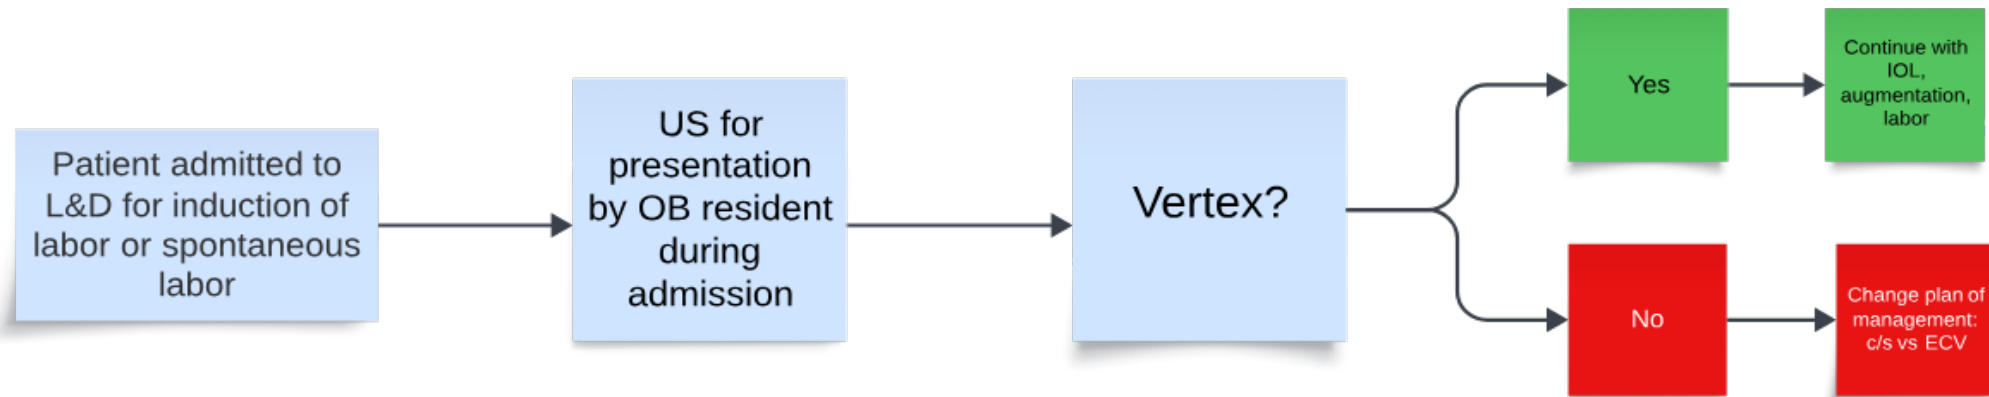 Patient admitted to
L&D for induction of
labor or spontaneous
labor
US for
presentation
by OB resident
during
admission
Vertex?
Yes
Continue with
IOL,
augmentation,
labor
No
Change plan of
management:
c/s vs ECV